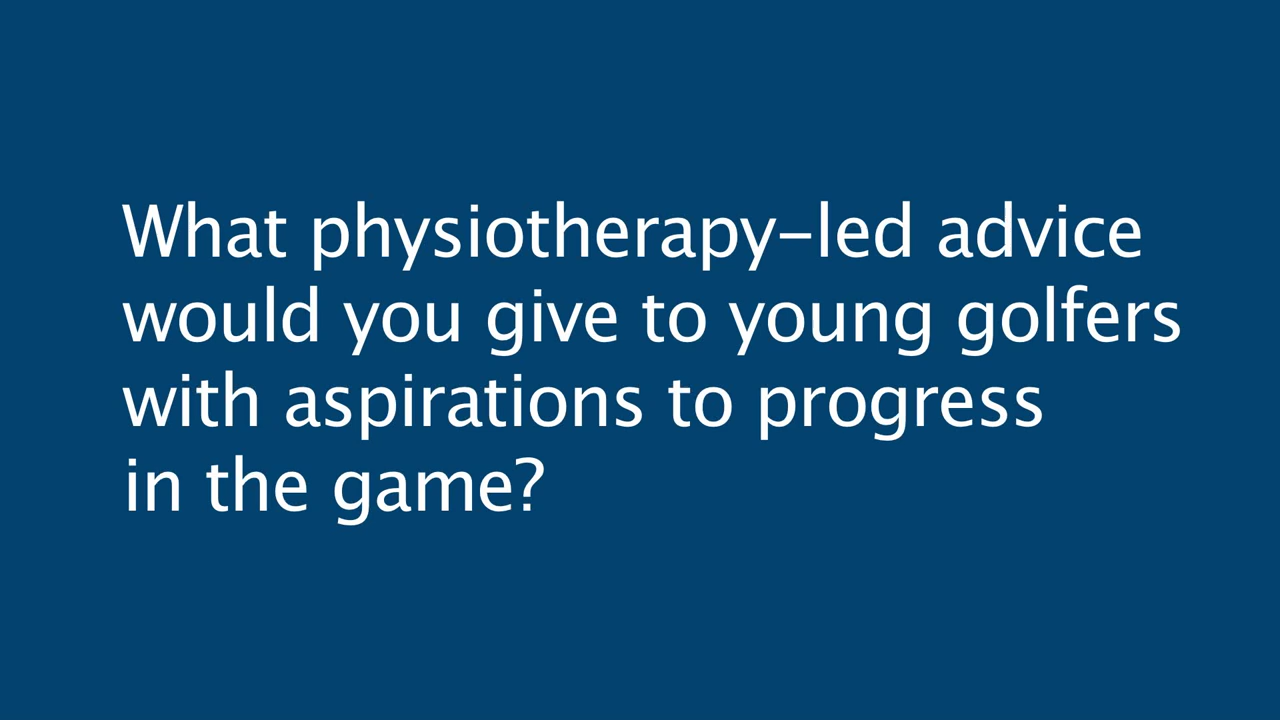 What physiotherapy-led advice
would you give to young golfers
with aspirations to progress
in the game?